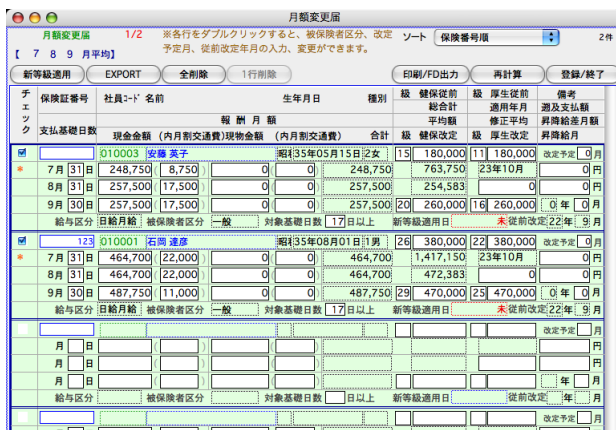 月額変更届
月額変更届 1/2 ※各行をダブルクリックすると、被保険者区分、改定 ソート 保険番号順 2件
【 7 8 9 月平均】 予定月、従前改定年月の入力、変更ができます。
新等級適用 EXPORT 全削除 1行削除 印刷/FD出力 再計算 登録/終了
チェック 保険証番号 社員コード 名前 生年月日 種別 級 健保従前 級 厚生従前 備考
総合計 適用年月 遡及支払額
報 酬 月 額 平均額 修正平均 昇降給差月額
支払基礎日数 現金金額 (内月割交通費)現物金額 (内月割交通費) 合計 級 健保改定 級 厚生改定 昇降給月
010003 安藤 英子 昭和35年05月15日 2女 15 180,000 11 180,000 改定予定 0月
* 7月 31日 248,750( 8,750) 0( 0) 248,750 763,750 23年10月 0円
8月 31日 257,500(17,500) 0( 0) 257,500 254,583 0 0円
9月 30日 257,500(17,500) 0( 0) 257,500 20 260,000 16 260,000 0年 0月
給与区分 日給月給 被保険者区分 一般 対象基礎日数 17日以上 新等級適用日 未 従前改定 22年 9月
123 010001 石岡 達彦 昭和35年08月01日 1男 26 380,000 22 380,000 改定予定 0月
* 7月 31日 464,700(22,000) 0( 0) 464,700 1,417,150 23年10月 0円
8月 31日 464,700(22,000) 0( 0) 464,700 472,383 0 0円
9月 30日 487,750(11,000) 0( 0) 487,750 29 470,000 25 470,000 0年 0月
給与区分 日給月給 被保険者区分 一般 対象基礎日数 17日以上 新等級適用日 未 従前改定 22年 9月
改定予定 月
月 日 ( ) ( ) 円
月 日 ( ) ( ) 円
月 日 ( ) ( ) 年 月
給与区分 被保険者区分 対象基礎日数 日以上 新等級適用日 従前改定 年 月
改定予定 月